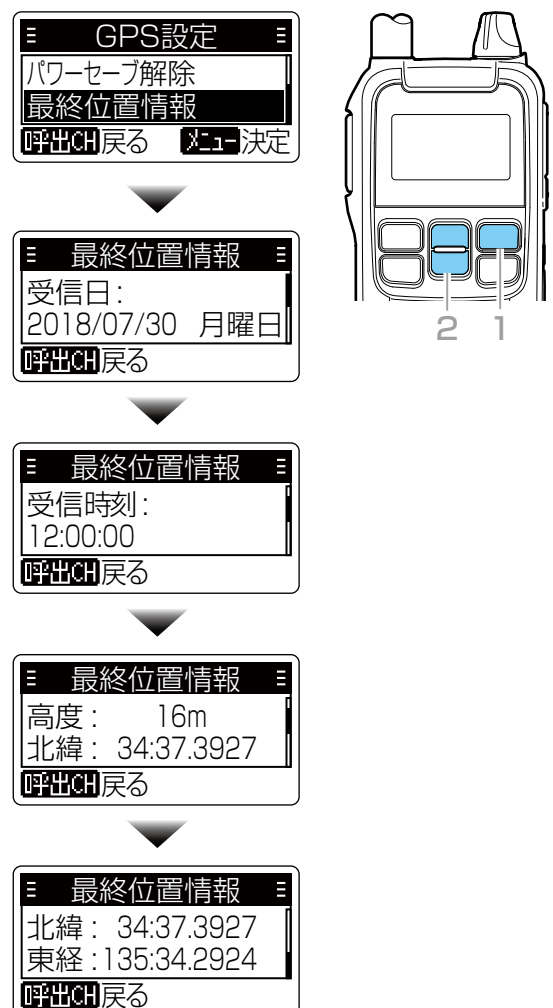 GPS設定
パワーセーブ解除
最終位置情報
呼出CH 戻る メニュー 決定
最終位置情報
受信日:
2018/07/30 月曜日
呼出CH 戻る
最終位置情報
受信時刻:
12:00:00
呼出CH 戻る
最終位置情報
高度: 16m
北緯: 34:37.3927
呼出CH 戻る
最終位置情報
北緯: 34:37.3927
東経:135:34.2924
呼出CH 戻る
2 1